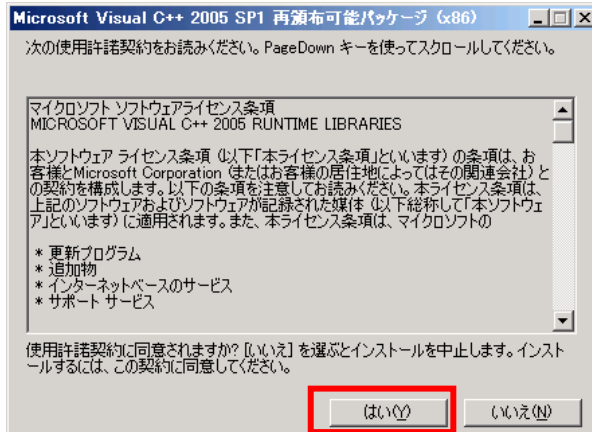 Microsoft Visual C++ 2005 SP1 再頒布可能パッケージ (x86)
次の使用許諾契約をお読みください。PageDown キーを使ってスクロールしてください。
マイクロソフト ソフトウェアライセンス条項
MICROSOFT VISUAL C++ 2005 RUNTIME LIBRARIES
本ソフトウェア ライセンス条項 (以下「本ライセンス条項」といいます) の条項は、お
客様とMicrosoft Corporation (またはお客様の居住地によってはその関連会社) と
の契約を構成します。以下の条項を注意してお読みください。本ライセンス条項は、
上記のソフトウェアおよびソフトウェアが記録された媒体 (以下総称して「本ソフトウェ
ア」といいます) に適用されます。また、本ライセンス条項は、マイクロソフトの
* 更新プログラム
* 追加物
* インターネットベースのサービス
* サポート サービス
使用許諾契約に同意されますか? [いいえ] を選ぶとインストールを中止します。インスト
ールするには、この契約に同意してください。
はい(Y)
いいえ(N)